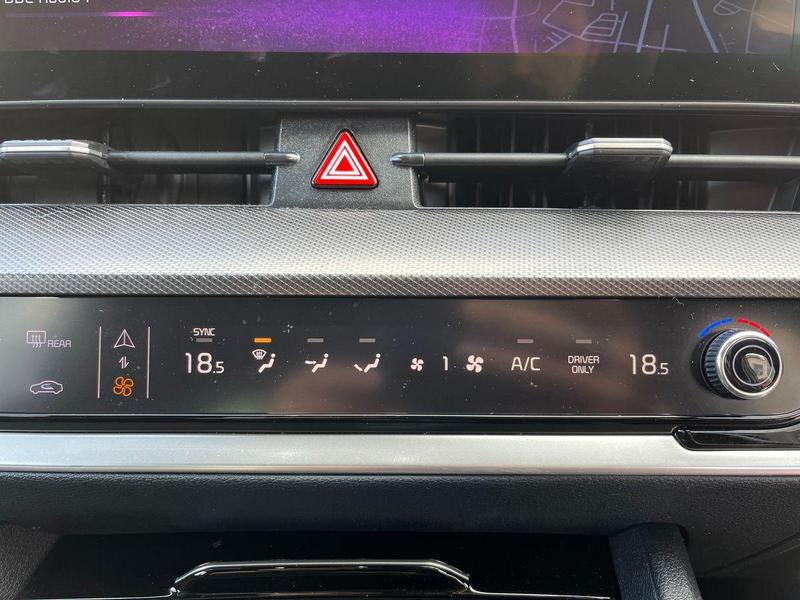 REAR
SYNC
18.5
1
A/C
DRIVER
ONLY
18.5